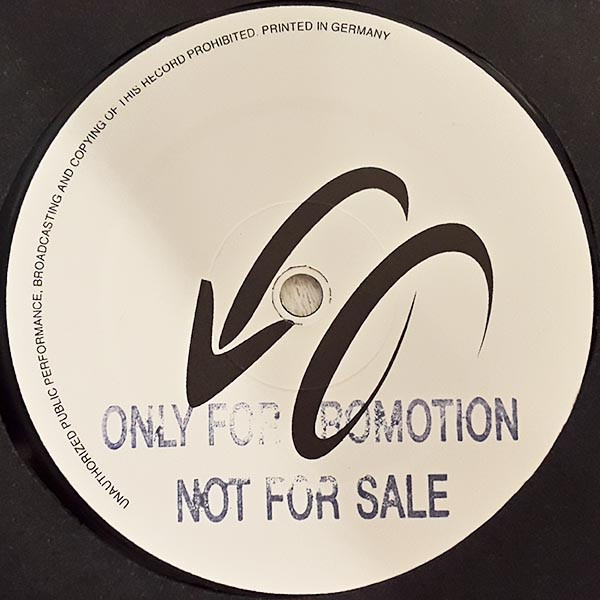 UNAUTHORIZED PUBLIC PERFORMANCE, BROADCASTING AND COPYING OF THIS RECORD PROHIBITED. PRINTED IN GERMANY
ONLY FOR PROMOTION
NOT FOR SALE